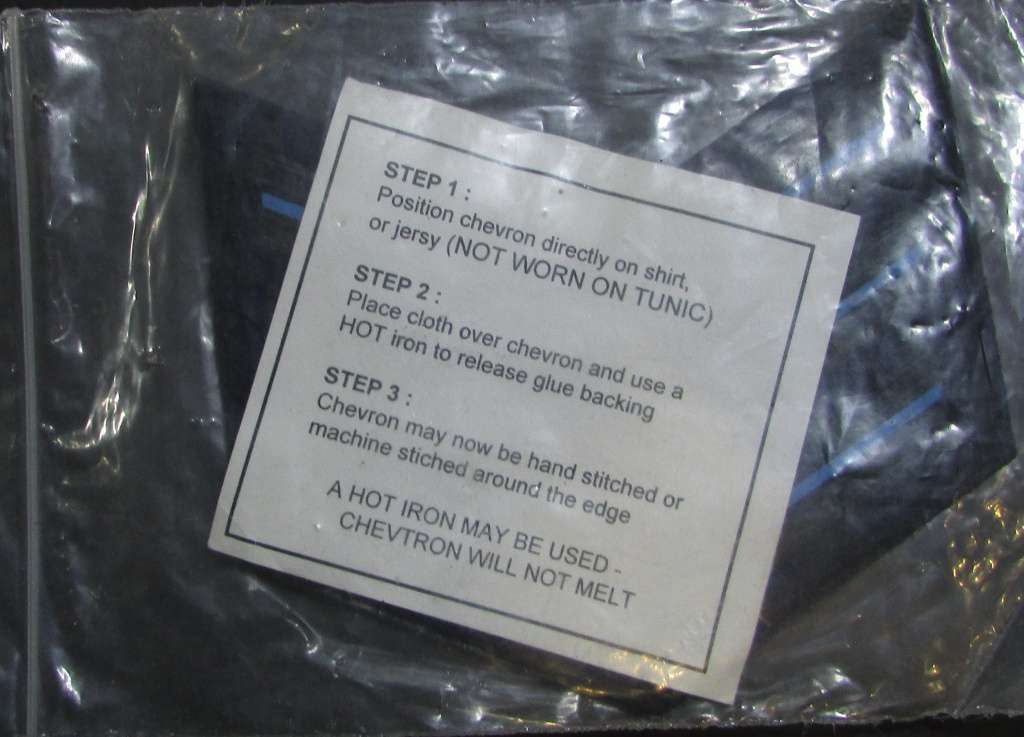 STEP 1 :
Position chevron directly on shirt,
or jersy (NOT WORN ON TUNIC)
STEP 2 :
Place cloth over chevron and use a
HOT iron to release glue backing
STEP 3 :
Chevron may now be hand stitched or
machine stiched around the edge
A HOT IRON MAY BE USED -
CHEVTRON WILL NOT MELT